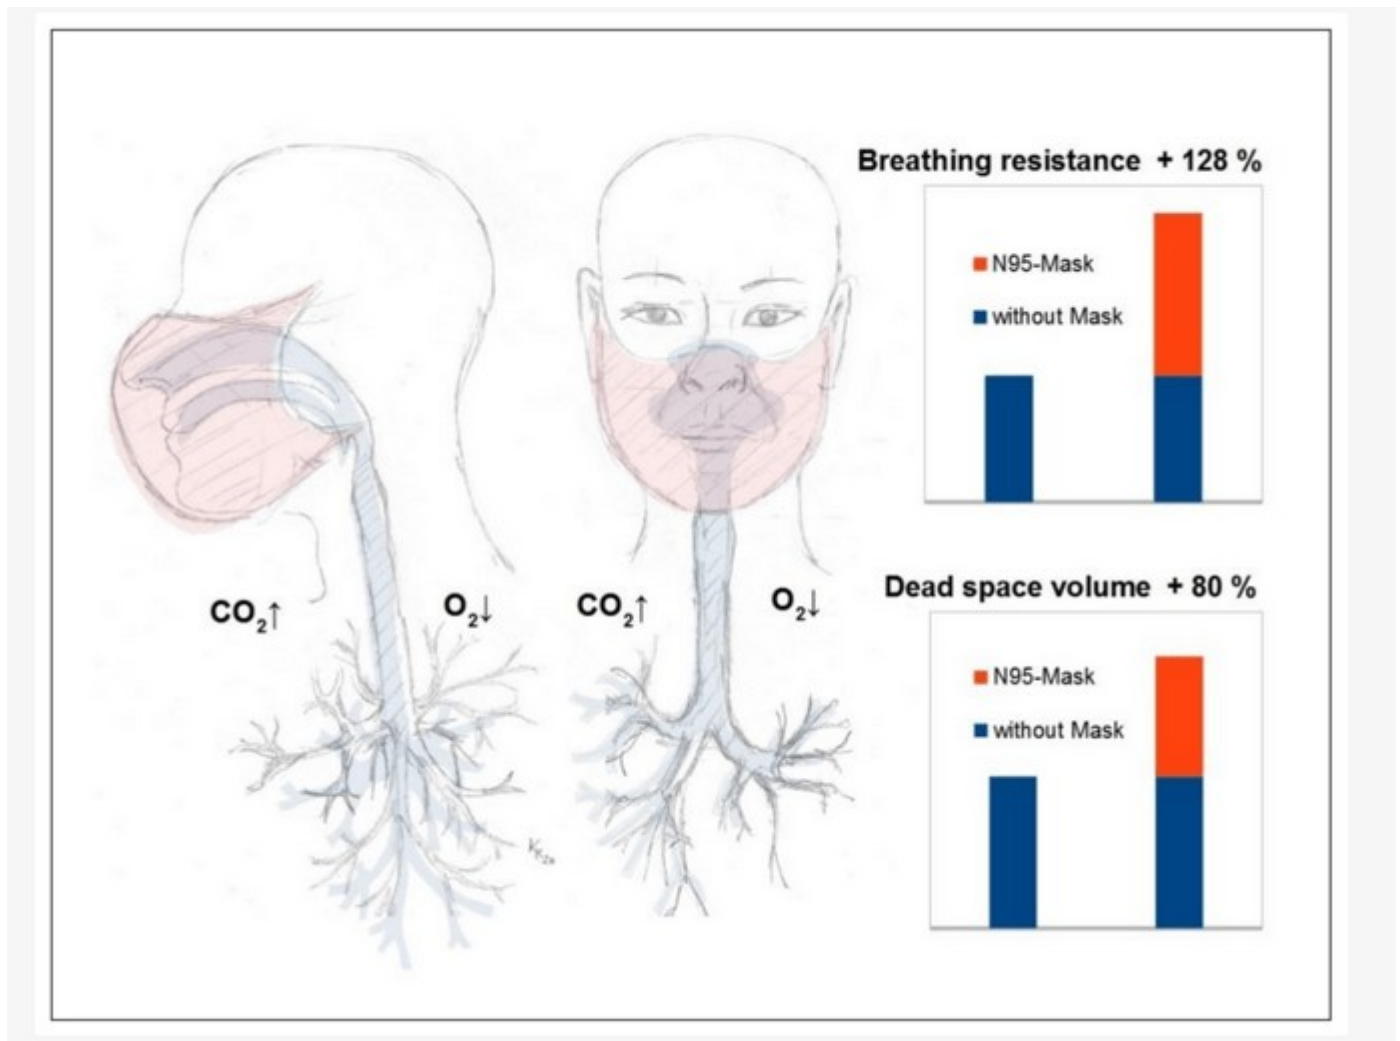 Breathing resistance + 128 %
N95-Mask
without Mask
CO₂↑
O₂↓
CO₂↑
O₂↓
Dead space volume + 80 %
N95-Mask
without Mask